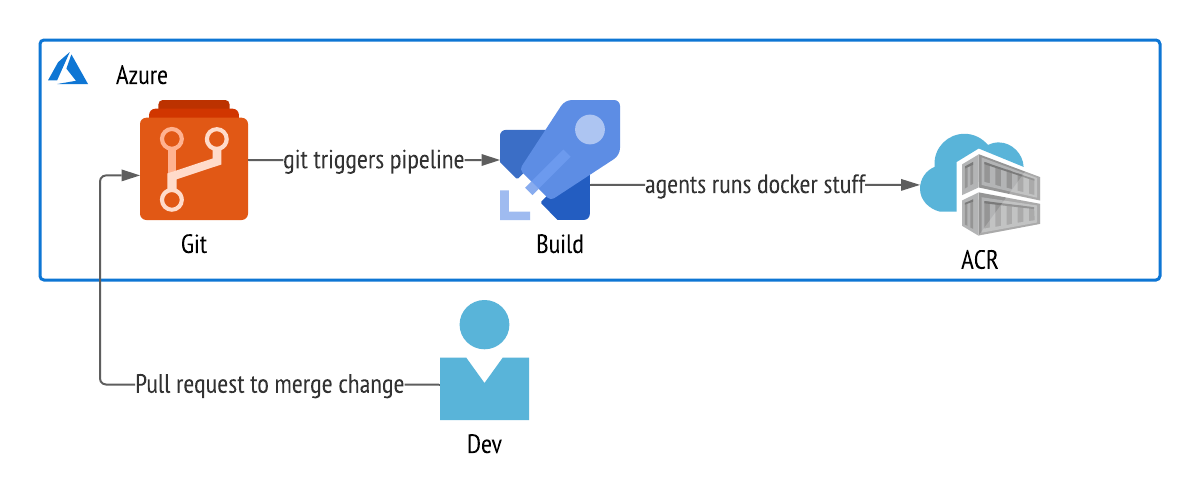 Azure
git triggers pipeline
agents runs docker stuff
Git
Build
ACR
Pull request to merge change
Dev